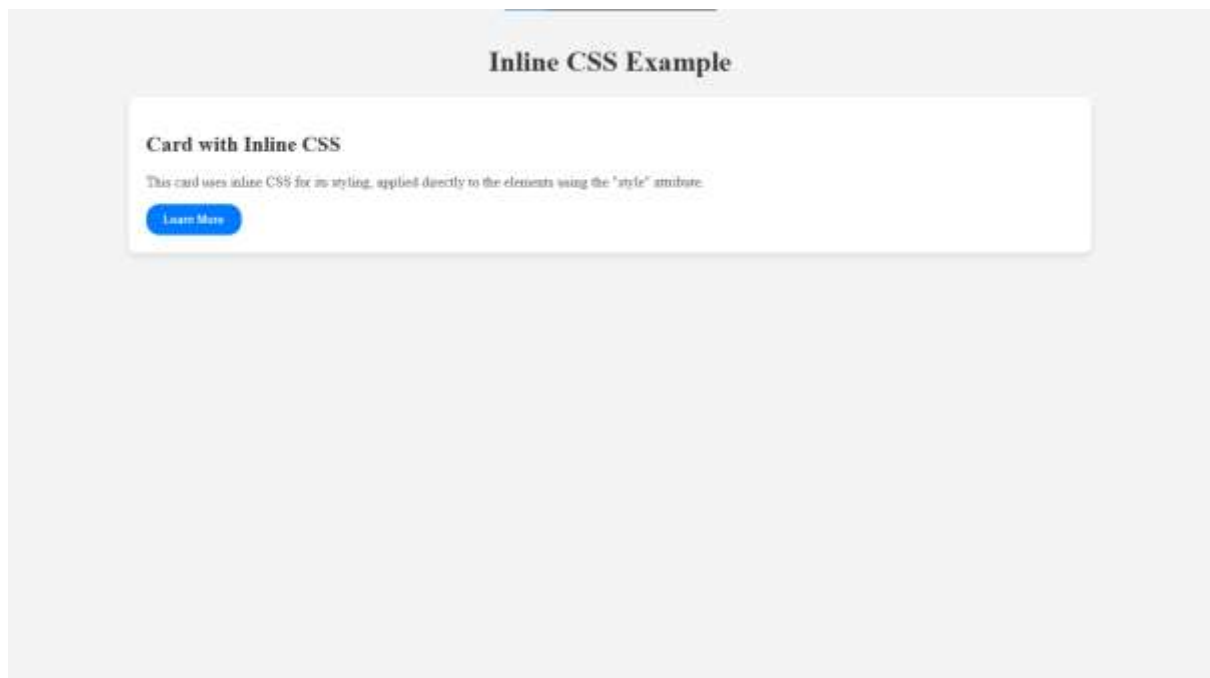 Inline CSS Example
Card with Inline CSS
This card uses inline CSS for its styling, applied directly to the elements using the "style" attribute.
Learn More